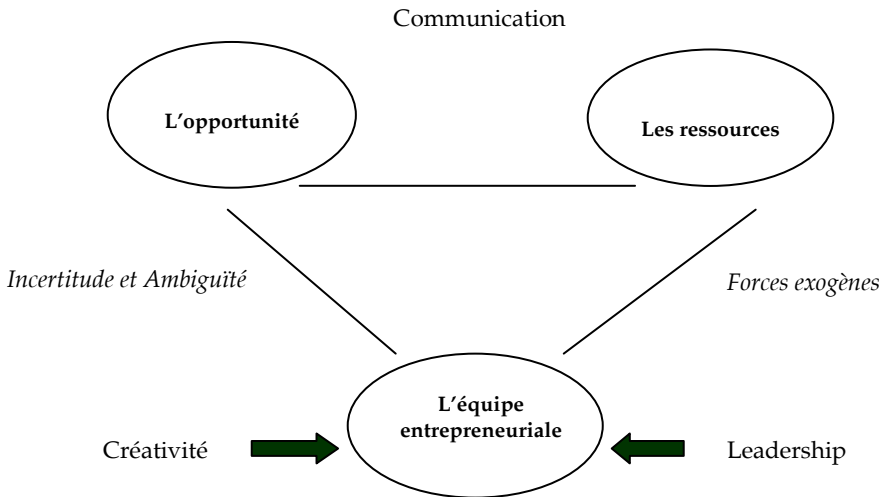 Communication
L'opportunité
Les ressources
Incertitude et Ambiguïté
Forces exogènes
L'équipe
entrepreneuriale
Créativité
Leadership